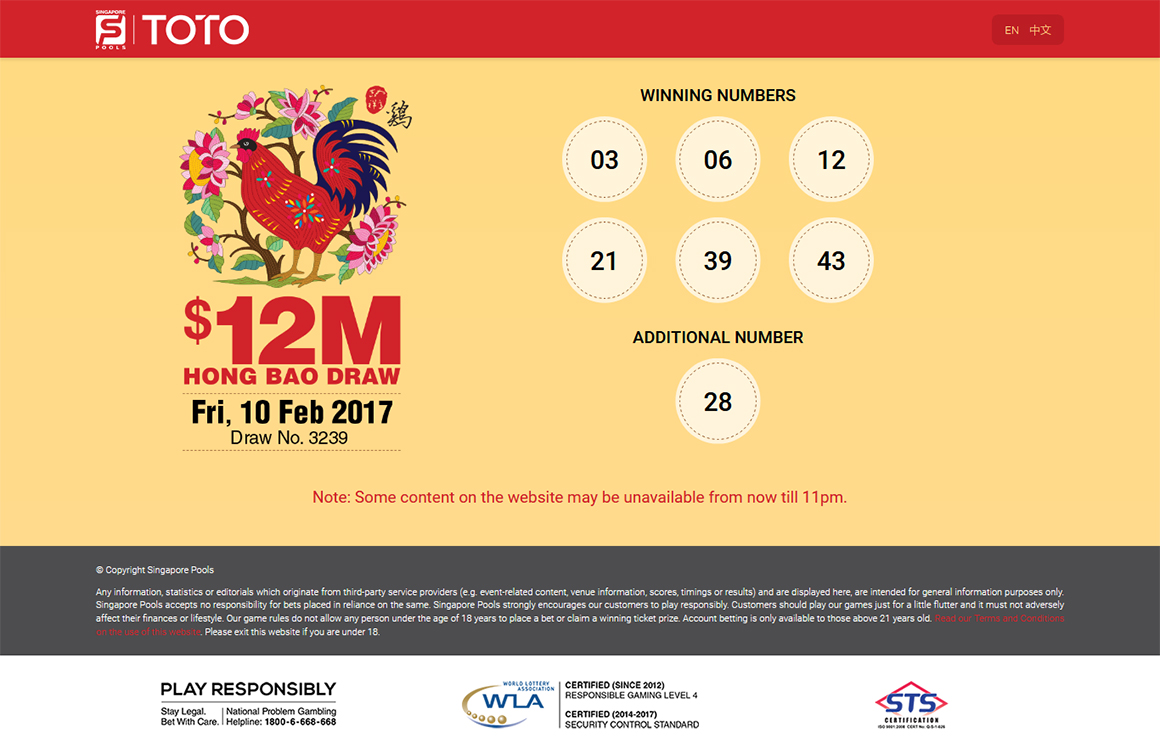 SINGAPORE
POOLS
TOTO
EN 中文
鷄
$12M
HONG BAO DRAW
Fri, 10 Feb 2017
Draw No. 3239
WINNING NUMBERS
03 06 12
21 39 43
ADDITIONAL NUMBER
28
Note: Some content on the website may be unavailable from now till 11pm.
© Copyright Singapore Pools
Any information, statistics or editorials which originate from third-party service providers (e.g. event-related content, venue information, scores, timings or results) and are displayed here, are intended for general information purposes only.
Singapore Pools accepts no responsibility for bets placed in reliance on the same. Singapore Pools strongly encourages our customers to play responsibly. Customers should play our games just for a little flutter and it must not adversely
affect their finances or lifestyle. Our game rules do not allow any person under the age of 18 years to place a bet or claim a winning ticket prize. Account betting is only available to those above 21 years old. Read our Terms and Conditions
on the use of this website. Please exit this website if you are under 18.
PLAY RESPONSIBLY
Stay Legal.
Bet With Care.
National Problem Gambling
Helpline: 1800-6-668-668
WORLD LOTTERY
ASSOCIATION
WLA
CERTIFIED (SINCE 2012)
RESPONSIBLE GAMING LEVEL 4
CERTIFIED (2014-2017)
SECURITY CONTROL STANDARD
STS
CERTIFICATION